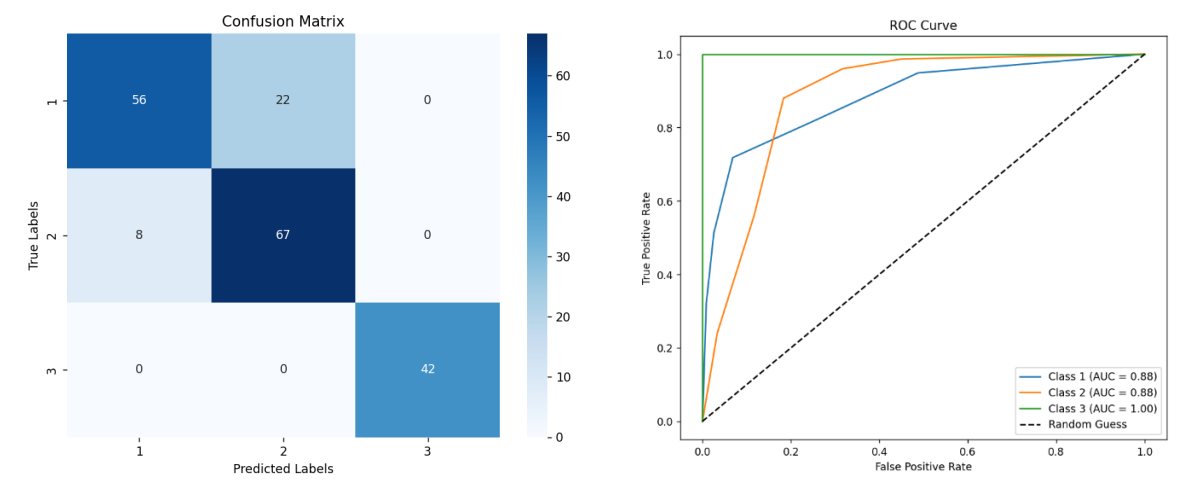 Confusion Matrix
56 22 0
8 67 0
0 0 42
1
2
3
True Labels
1 2 3
Predicted Labels
60
50
40
30
20
10
0
ROC Curve
1.0
0.8
0.6
0.4
0.2
0.0
True Positive Rate
0.0 0.2 0.4 0.6 0.8 1.0
False Positive Rate
Class 1 (AUC = 0.88)
Class 2 (AUC = 0.88)
Class 3 (AUC = 1.00)
Random Guess